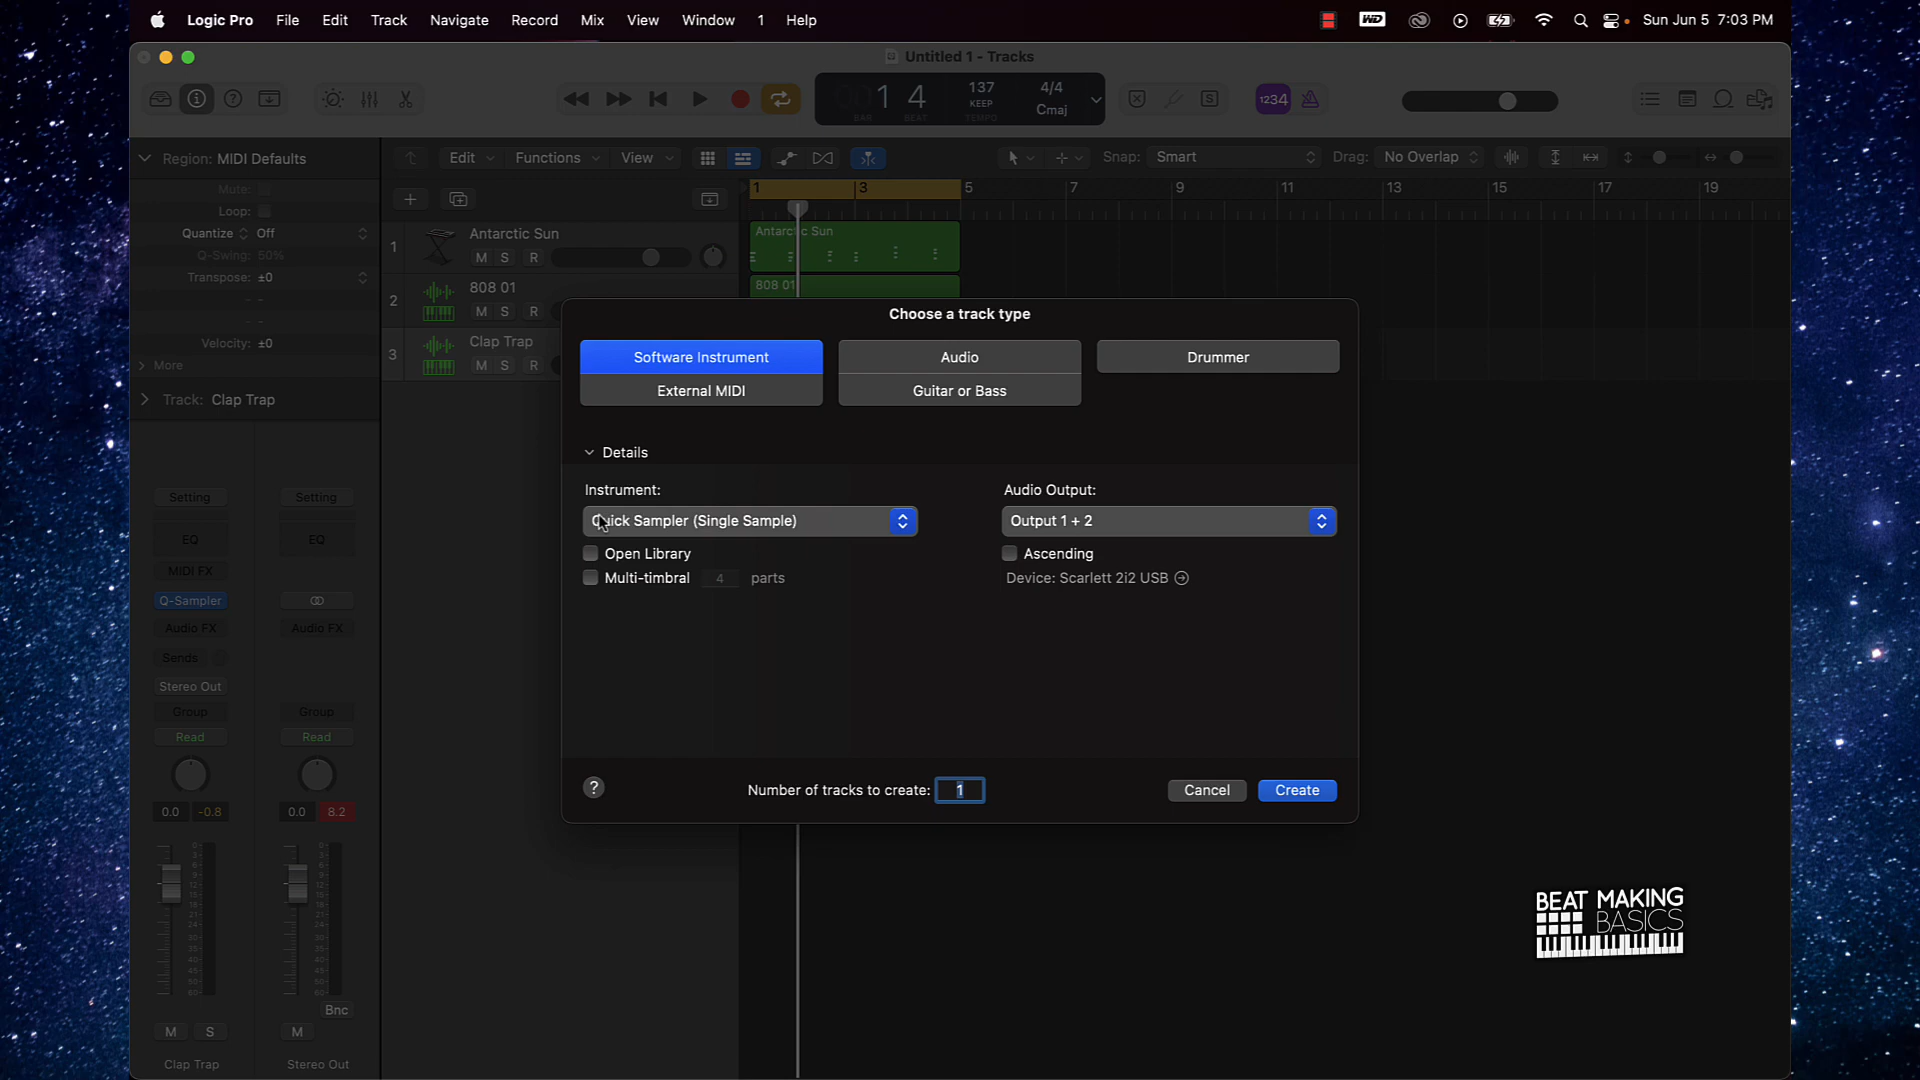 Logic Pro File Edit Track Navigate Record Mix View Window 1 Help
Sun Jun 5 7:03 PM
Untitled 1 - Tracks
1 4
BAR BEAT
137
KEEP
TEMPO
4/4
Cmaj
1234
Region: MIDI Defaults
Mute:
Loop:
Quantize Off
Q-Swing: 50%
Transpose: ±0
Velocity: ±0
More
Track: Clap Trap
Edit Functions View
Snap: Smart
Drag: No Overlap
1 3 5 7 9 11 13 15 17 19
1 Antarctic Sun
M S R
2 808 01
M S R
3 Clap Trap
M S R
Antarctic Sun
808 01
Choose a track type
Software Instrument
Audio
Drummer
External MIDI
Guitar or Bass
Details
Instrument:
Quick Sampler (Single Sample)
Open Library
Multi-timbral 4 parts
Audio Output:
Output 1 + 2
Ascending
Device: Scarlett 2i2 USB
? Number of tracks to create: 1
Cancel
Create
Setting Setting
EQ EQ
MIDI FX
Q-Sampler
Audio FX Audio FX
Sends
Stereo Out
Group Group
Read Read
0.0 -0.8 0.0 8.2
Bnc
M S M
Clap Trap Stereo Out
BEAT MAKING
BASICS